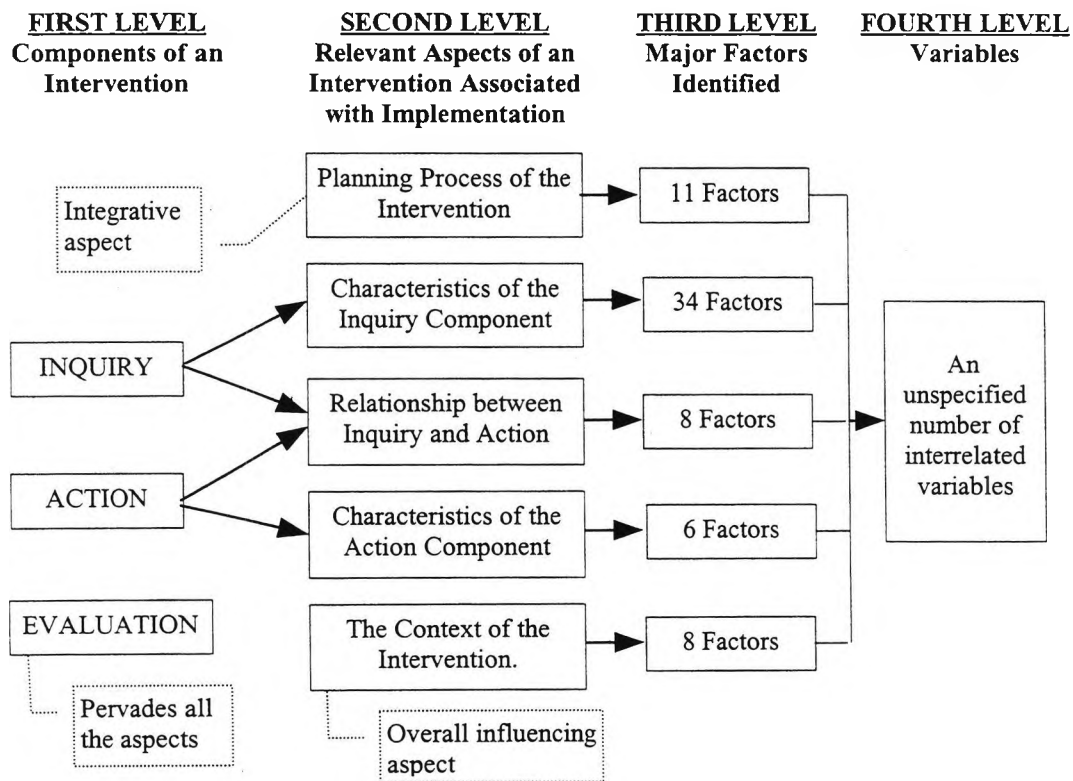 FIRST LEVEL
Components of an
Intervention
SECOND LEVEL
Relevant Aspects of an
Intervention Associated
with Implementation
THIRD LEVEL
Major Factors
Identified
FOURTH LEVEL
Variables
Integrative
aspect
Planning Process of the
Intervention
11 Factors
Characteristics of the
Inquiry Component
34 Factors
INQUIRY
Relationship between
Inquiry and Action
8 Factors
An
unspecified
number of
interrelated
variables
ACTION
Characteristics of the
Action Component
6 Factors
EVALUATION
The Context of the
Intervention.
8 Factors
Pervades all
the aspects
Overall influencing
aspect